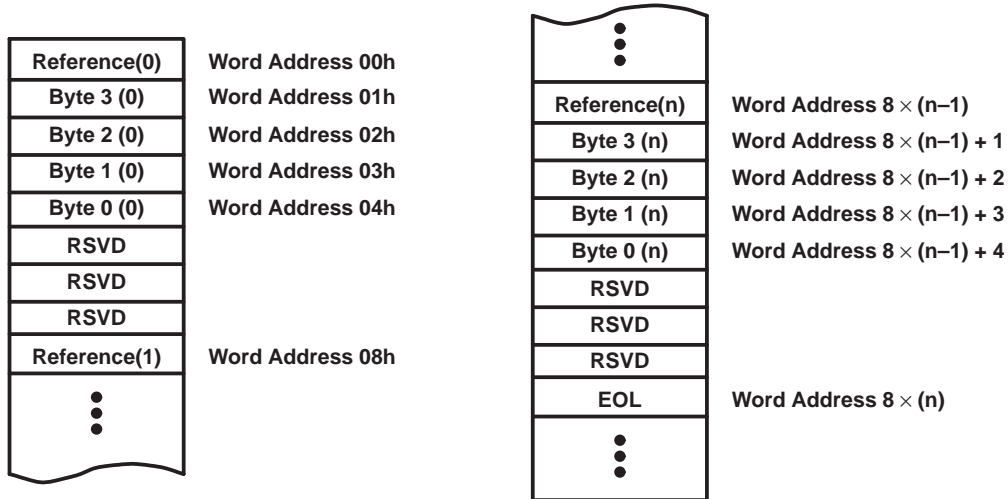 Reference(0) Word Address 00h
Byte 3 (0) Word Address 01h
Byte 2 (0) Word Address 02h
Byte 1 (0) Word Address 03h
Byte 0 (0) Word Address 04h
RSVD
RSVD
RSVD
Reference(1) Word Address 08h
Reference(n) Word Address 8 × (n–1)
Byte 3 (n) Word Address 8 × (n–1) + 1
Byte 2 (n) Word Address 8 × (n–1) + 2
Byte 1 (n) Word Address 8 × (n–1) + 3
Byte 0 (n) Word Address 8 × (n–1) + 4
RSVD
RSVD
RSVD
EOL Word Address 8 × (n)